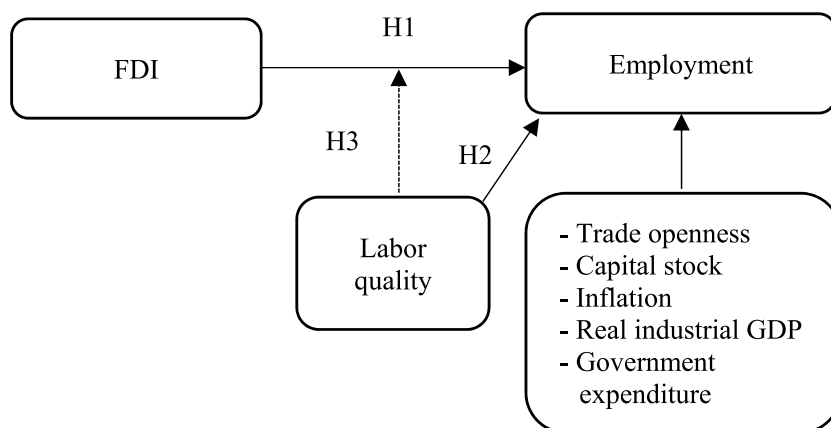 H1
FDI
Employment
H3
H2
Labor
quality
- Trade openness
- Capital stock
- Inflation
- Real industrial GDP
- Government
expenditure